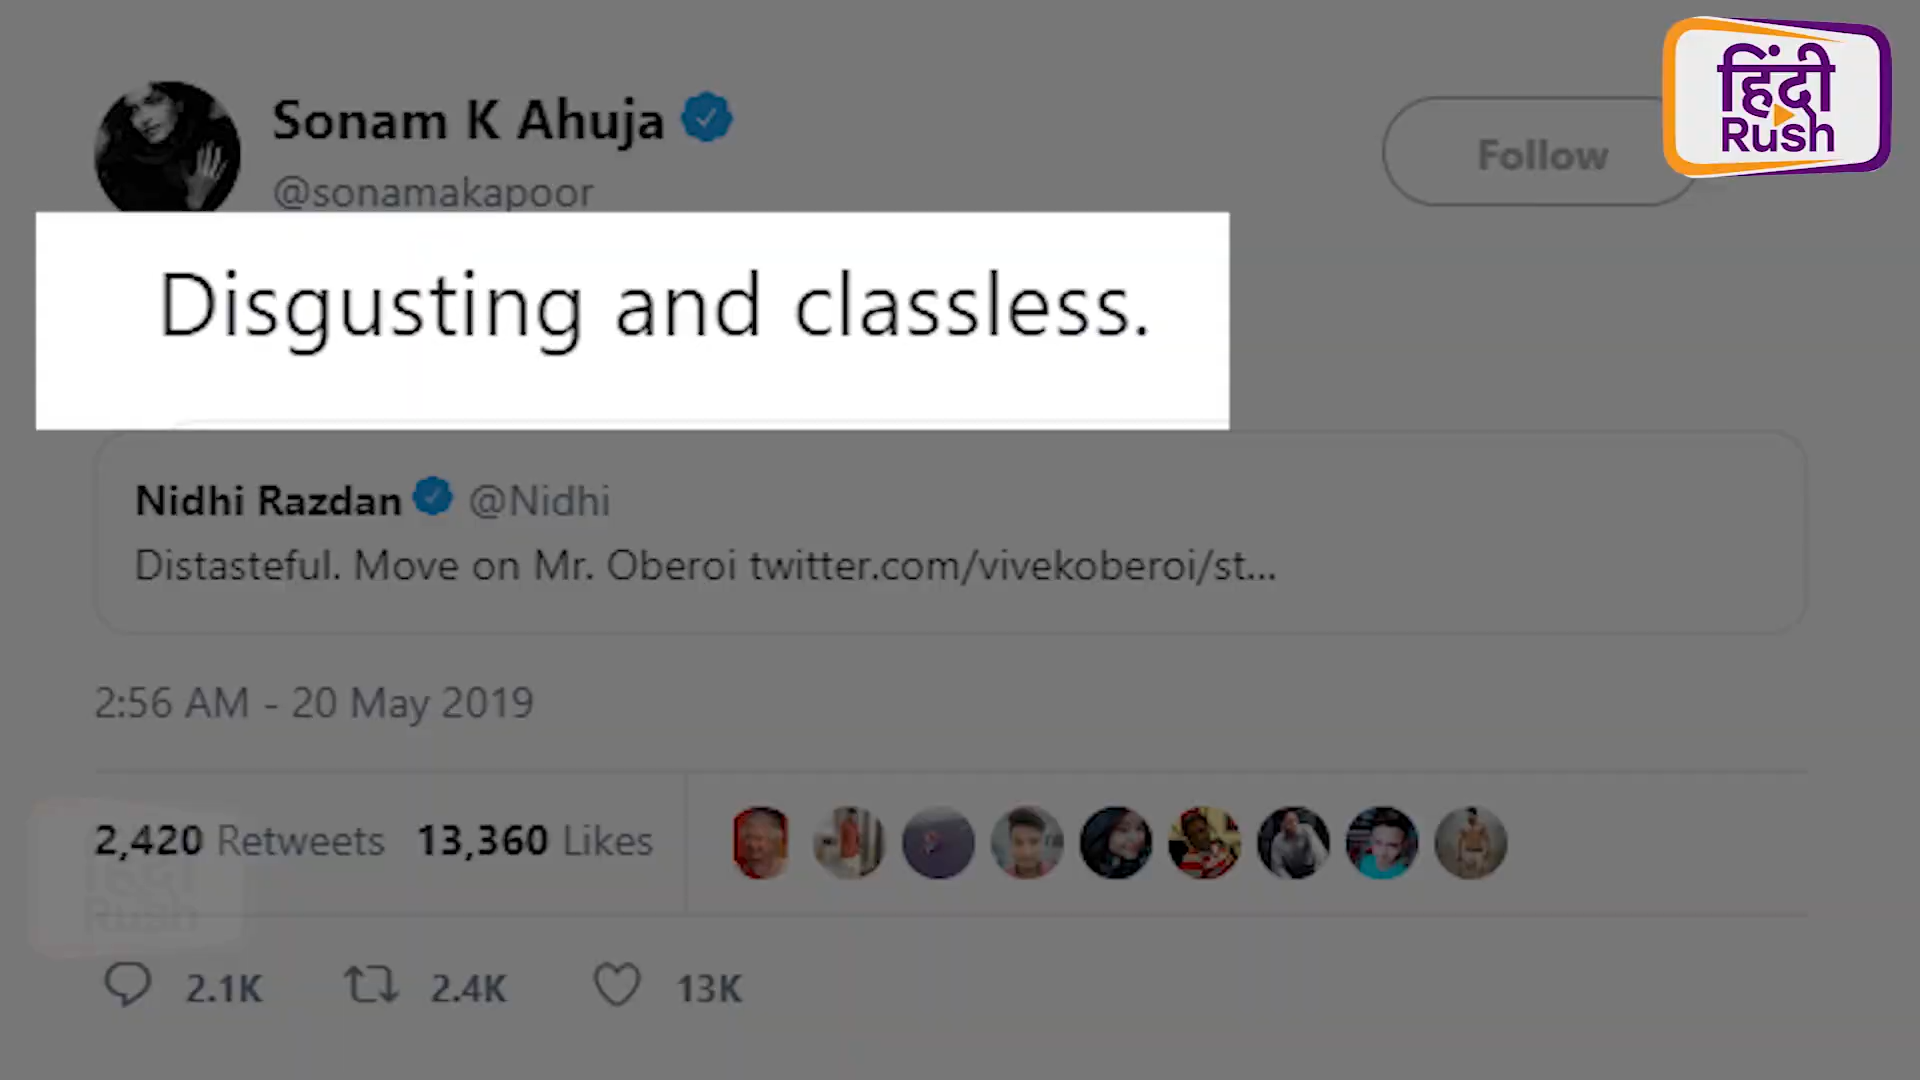 हिंदी
Rush
Sonam K Ahuja
@sonamakapoor
Follow
Disgusting and classless.
Nidhi Razdan @Nidhi
Distasteful. Move on Mr. Oberoi twitter.com/vivekoberoi/st...
2:56 AM - 20 May 2019
2,420 Retweets 13,360 Likes
हिंदी
Rush
2.1K 2.4K 13K